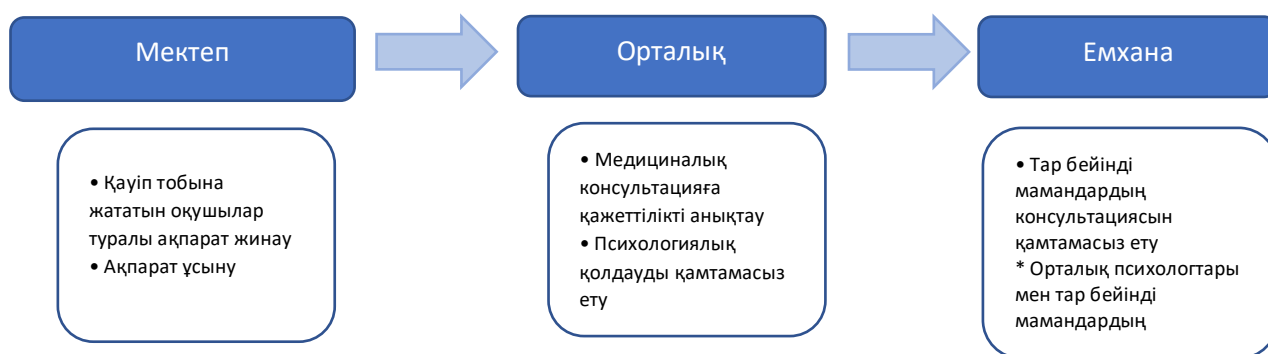 Мектеп
Орталық
Емхана
• Қауіп тобына
жататын оқушылар
туралы ақпарат жинау
• Ақпарат ұсыну
• Медициналық
консультацияға
қажеттілікті анықтау
• Психологиялық
қолдауды қамтамасыз
ету
• Тар бейінді
мамандардың
консультациясын
қамтамасыз ету
* Орталық психологтары
мен тар бейінді
мамандардың